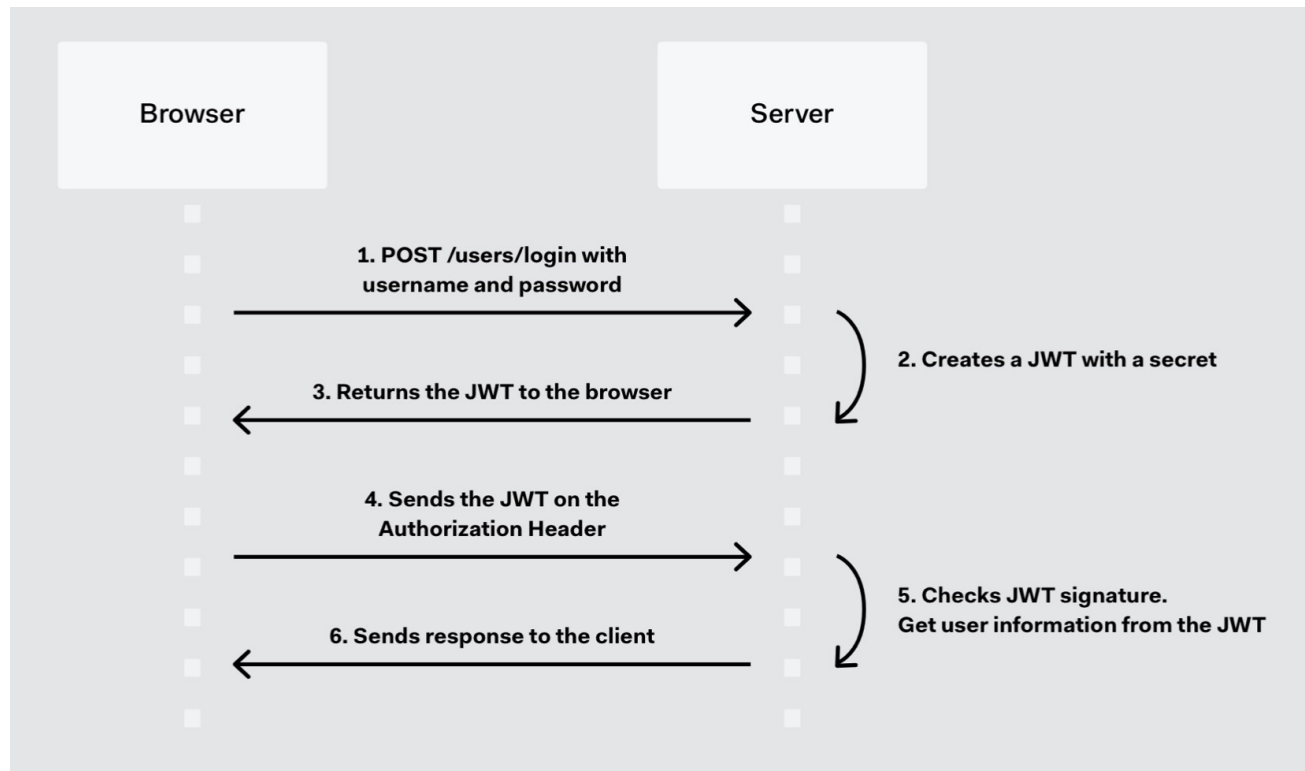 Browser
Server
1. POST /users/login with
username and password
2. Creates a JWT with a secret
3. Returns the JWT to the browser
4. Sends the JWT on the
Authorization Header
5. Checks JWT signature.
Get user information from the JWT
6. Sends response to the client